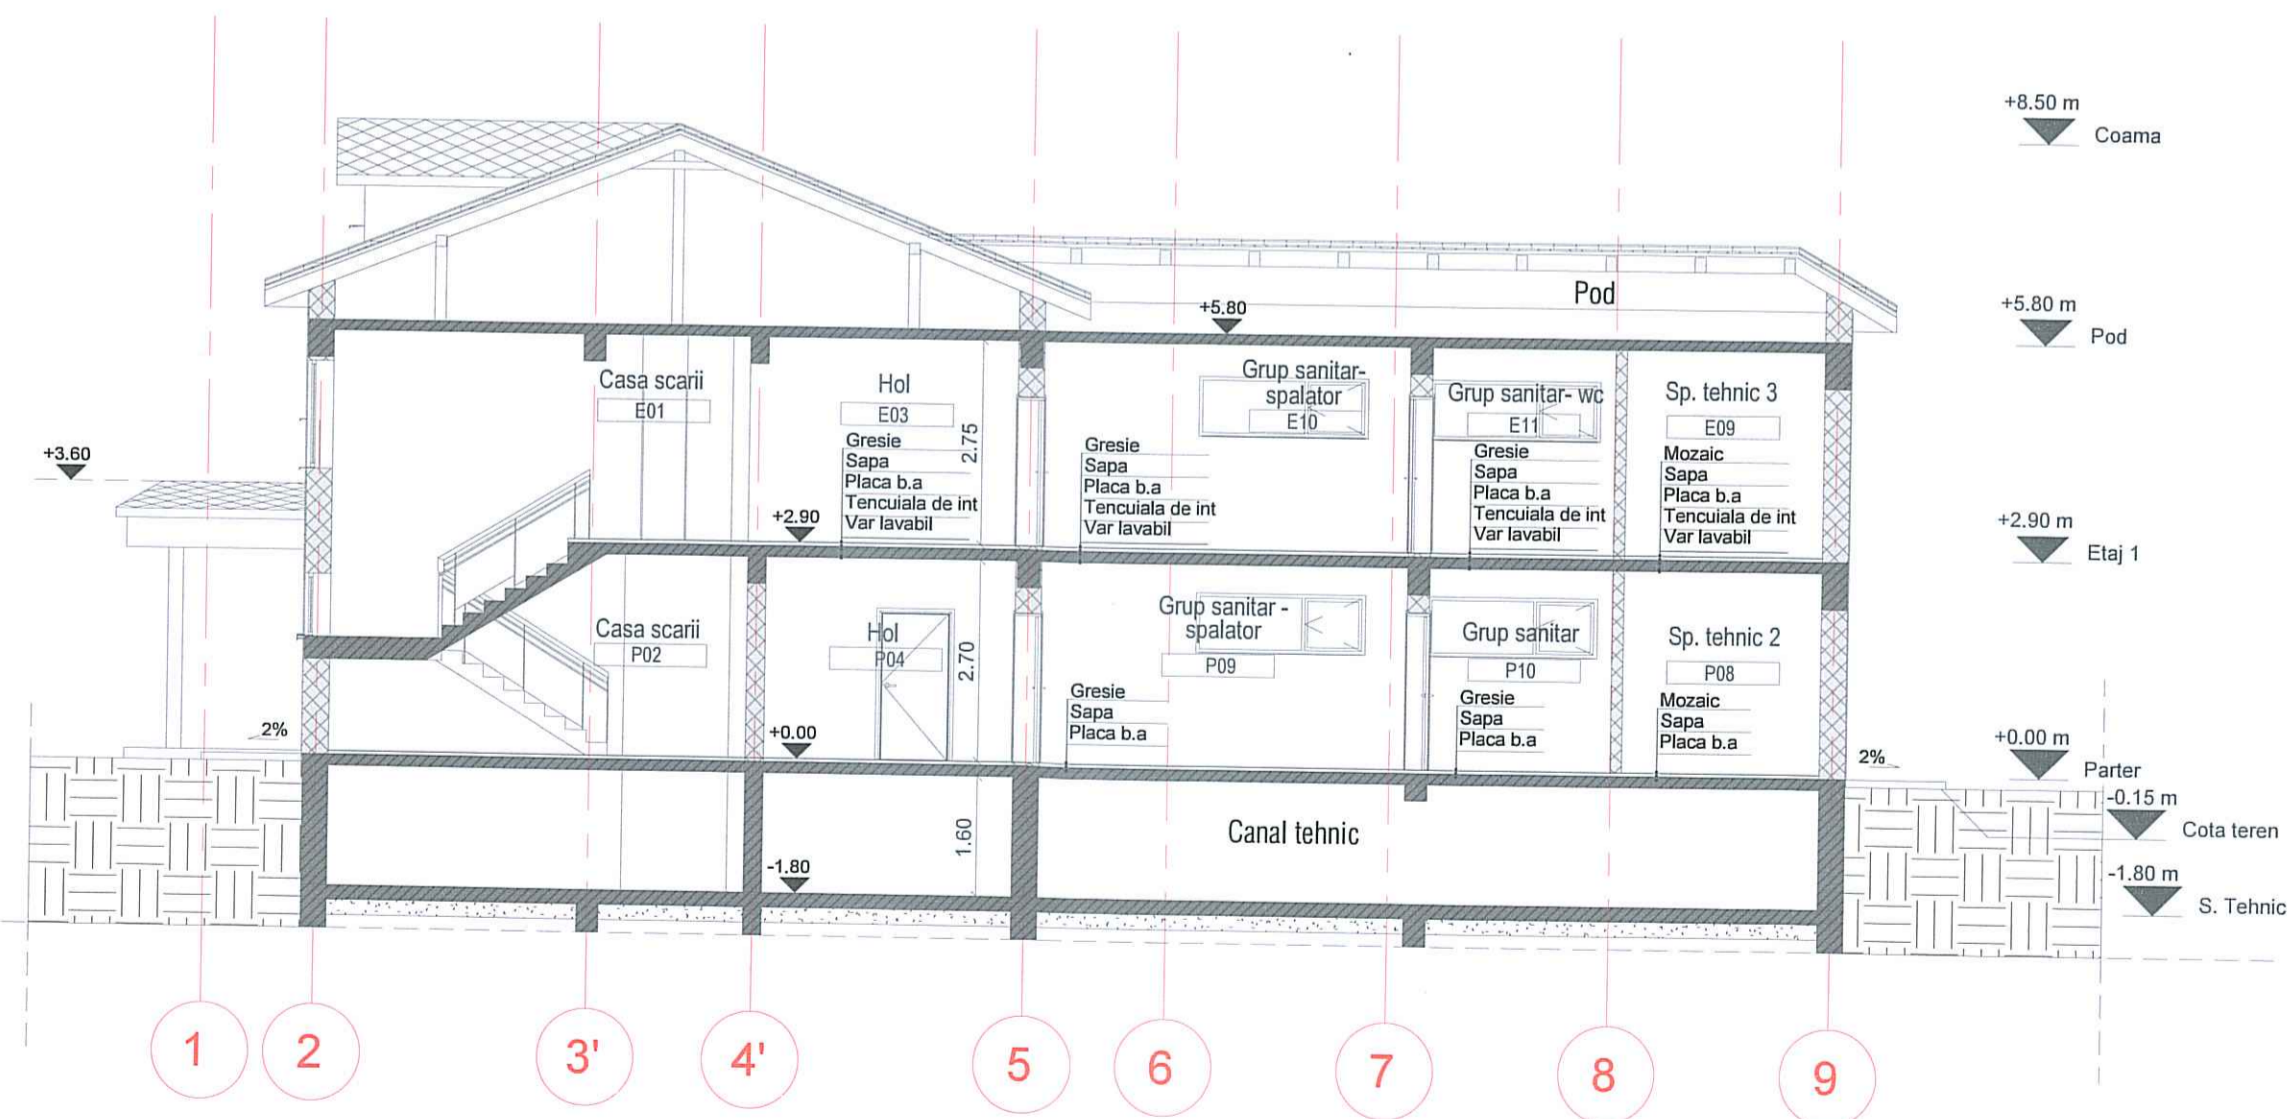 +8.50 m
Coama
+5.80 m
Pod
Pod
+5.80
Casa scarii
E01
Hol
E03
Gresie
Sapa
Placa b.a
Tencuiala de int
Var lavabil
2.75
Grup sanitar-
spalator
E10
Gresie
Sapa
Placa b.a
Tencuiala de int
Var lavabil
Grup sanitar- wc
E11
Gresie
Sapa
Placa b.a
Tencuiala de int
Var lavabil
Sp. tehnic 3
E09
Mozaic
Sapa
Placa b.a
Tencuiala de int
Var lavabil
+3.60
+2.90
+2.90 m
Etaj 1
Casa scarii
P02
Hol
P04
2.70
Grup sanitar -
spalator
P09
Gresie
Sapa
Placa b.a
Grup sanitar
P10
Gresie
Sapa
Placa b.a
Sp. tehnic 2
P08
Mozaic
Sapa
Placa b.a
2%
+0.00
2%
+0.00 m
Parter
-0.15 m
Cota teren
1.60
Canal tehnic
-1.80
-1.80 m
S. Tehnic
1
2
3'
4'
5
6
7
8
9